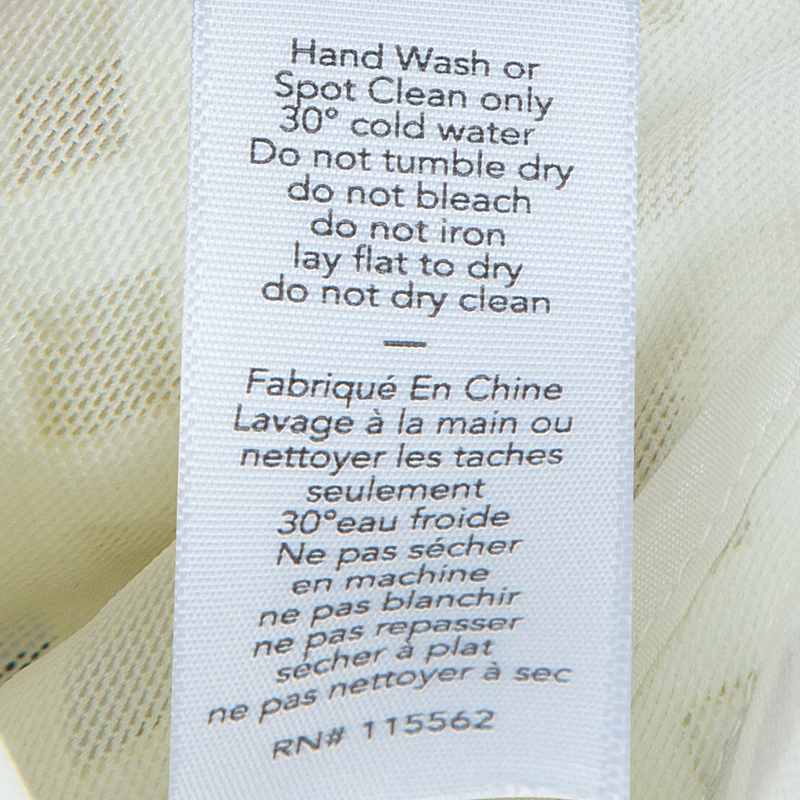 Hand Wash or
Spot Clean only
30° cold water
Do not tumble dry
do not bleach
do not iron
lay flat to dry
do not dry clean
—
Fabriqué En Chine
Lavage à la main ou
nettoyer les taches
seulement
30°eau froide
Ne pas sécher
en machine
ne pas blanchir
ne pas repasser
sécher à plat
ne pas nettoyer à sec
RN# 115562